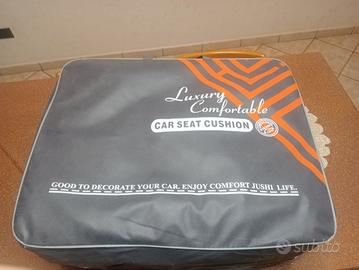 Luxury
Comfortable
CAR SEAT CUSHION
GOOD TO DECORATE YOUR CAR. ENJOY COMFORT JUSHI LIFE.
subito